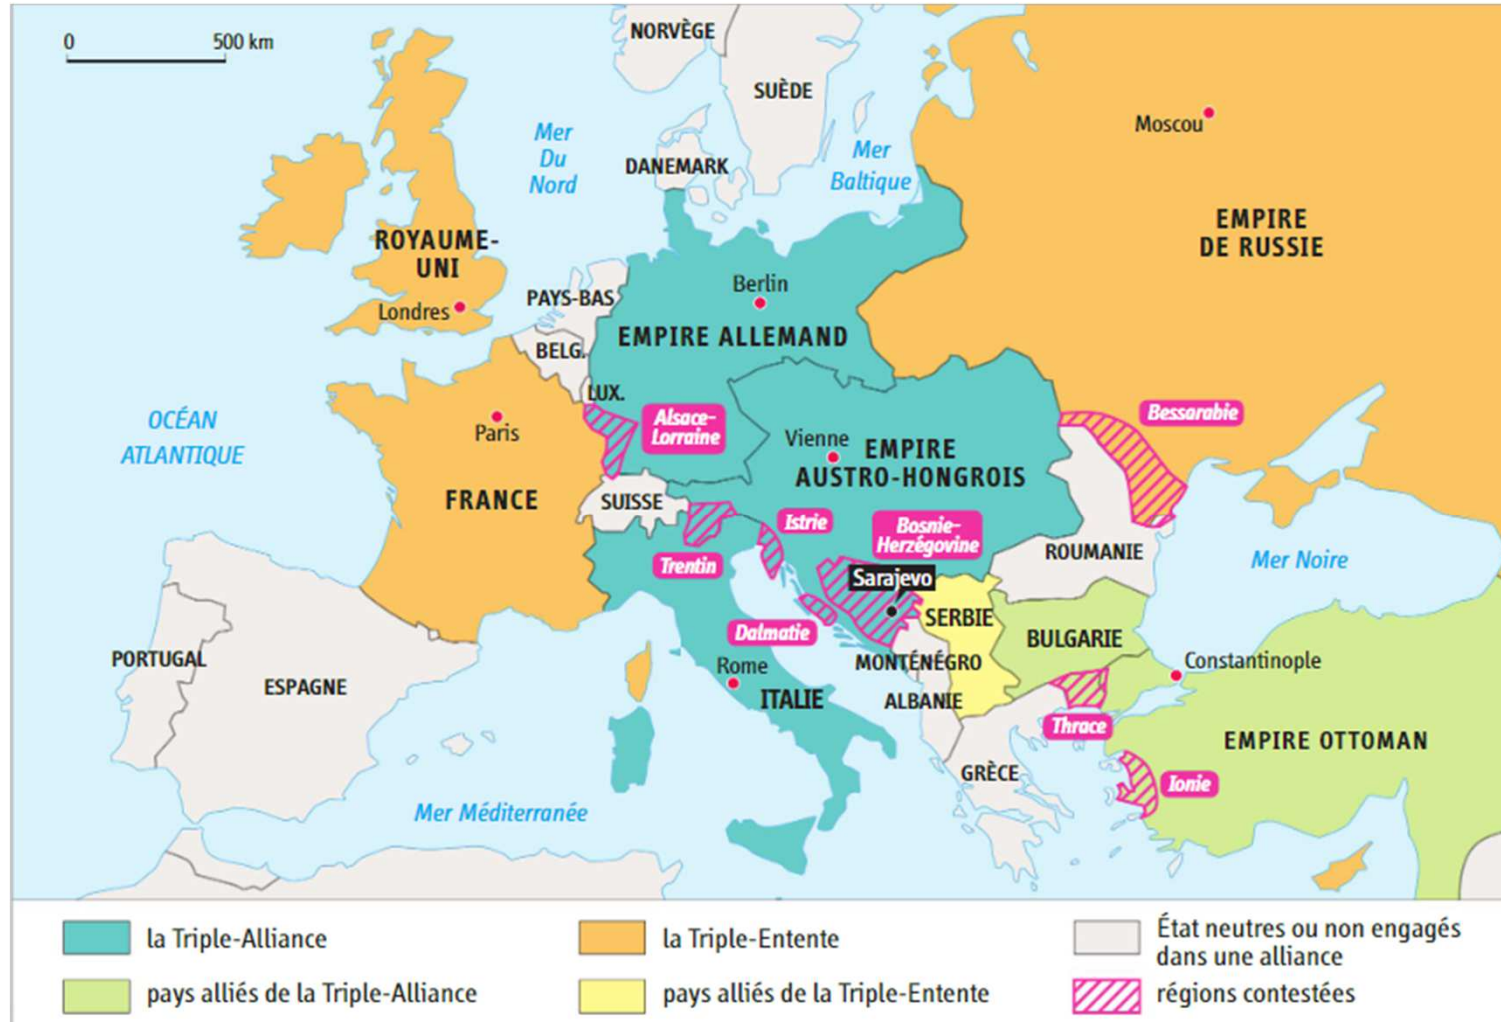 0
500 km
NORVÈGE
SUÈDE
Moscou
Mer
Du
Nord
Mer
Baltique
DANEMARK
EMPIRE
DE RUSSIE
ROYAUME-
UNI
Londres
PAYS-BAS
Berlin
EMPIRE ALLEMAND
BELG.
LUX.
OCÉAN
ATLANTIQUE
Paris
Alsace-
Lorraine
Vienne
EMPIRE
AUSTRO-HONGROIS
Bessarabie
FRANCE
SUISSE
Istrie
Bosnie-
Herzégovine
ROUMANIE
Mer Noire
Trentin
Sarajevo
SERBIE
Dalmatie
BULGARIE
PORTUGAL
ESPAGNE
Rome
ITALIE
MONTÉNÉGRO
ALBANIE
Constantinople
Thrace
EMPIRE OTTOMAN
GRÈCE
Ionie
Mer Méditerranée
la Triple-Alliance
la Triple-Entente
État neutres ou non engagés
dans une alliance
pays alliés de la Triple-Alliance
pays alliés de la Triple-Entente
régions contestées